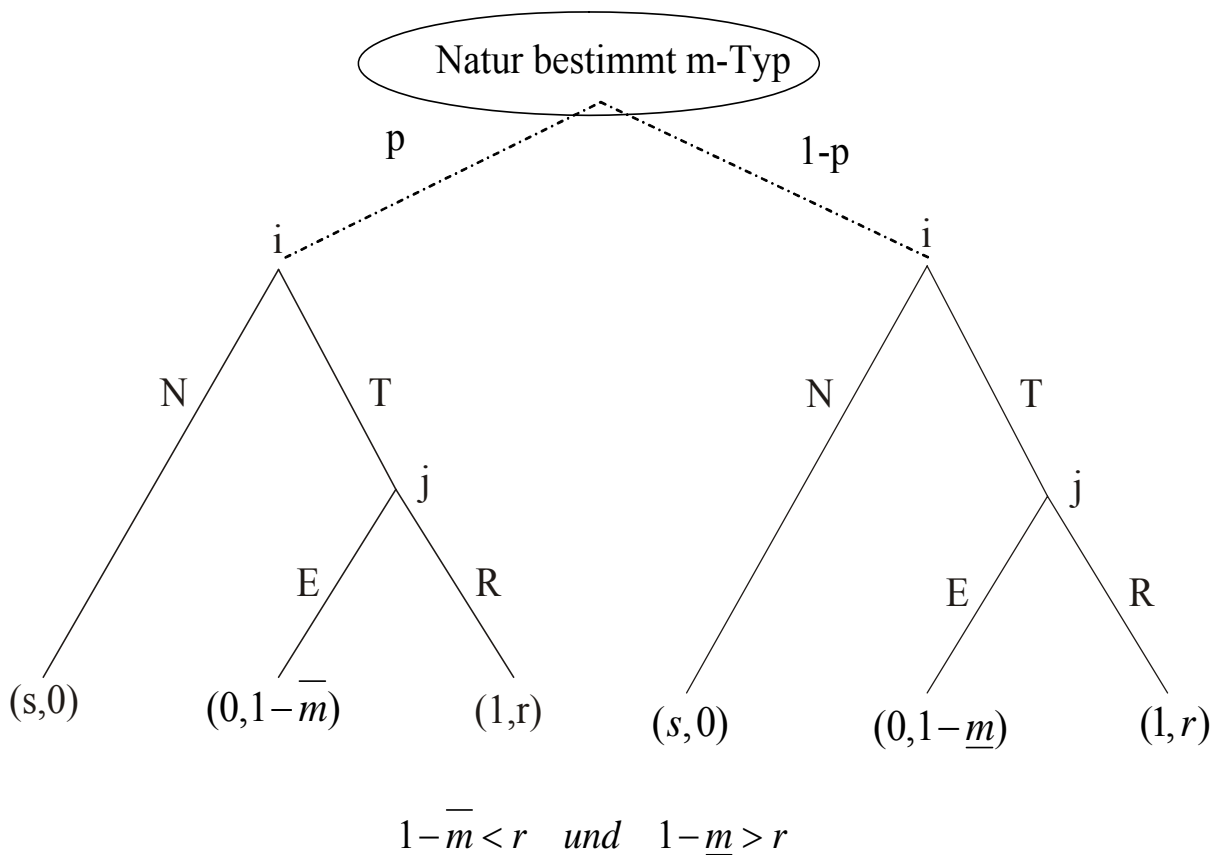 Natur bestimmt m-Typ
p 1-p
i i
N T N T
j j
E R E R
(s,0) (0,1−m̅) (1,r) (s,0) (0,1−m̲) (1,r)
1−m̅ < r und 1−m̲ > r